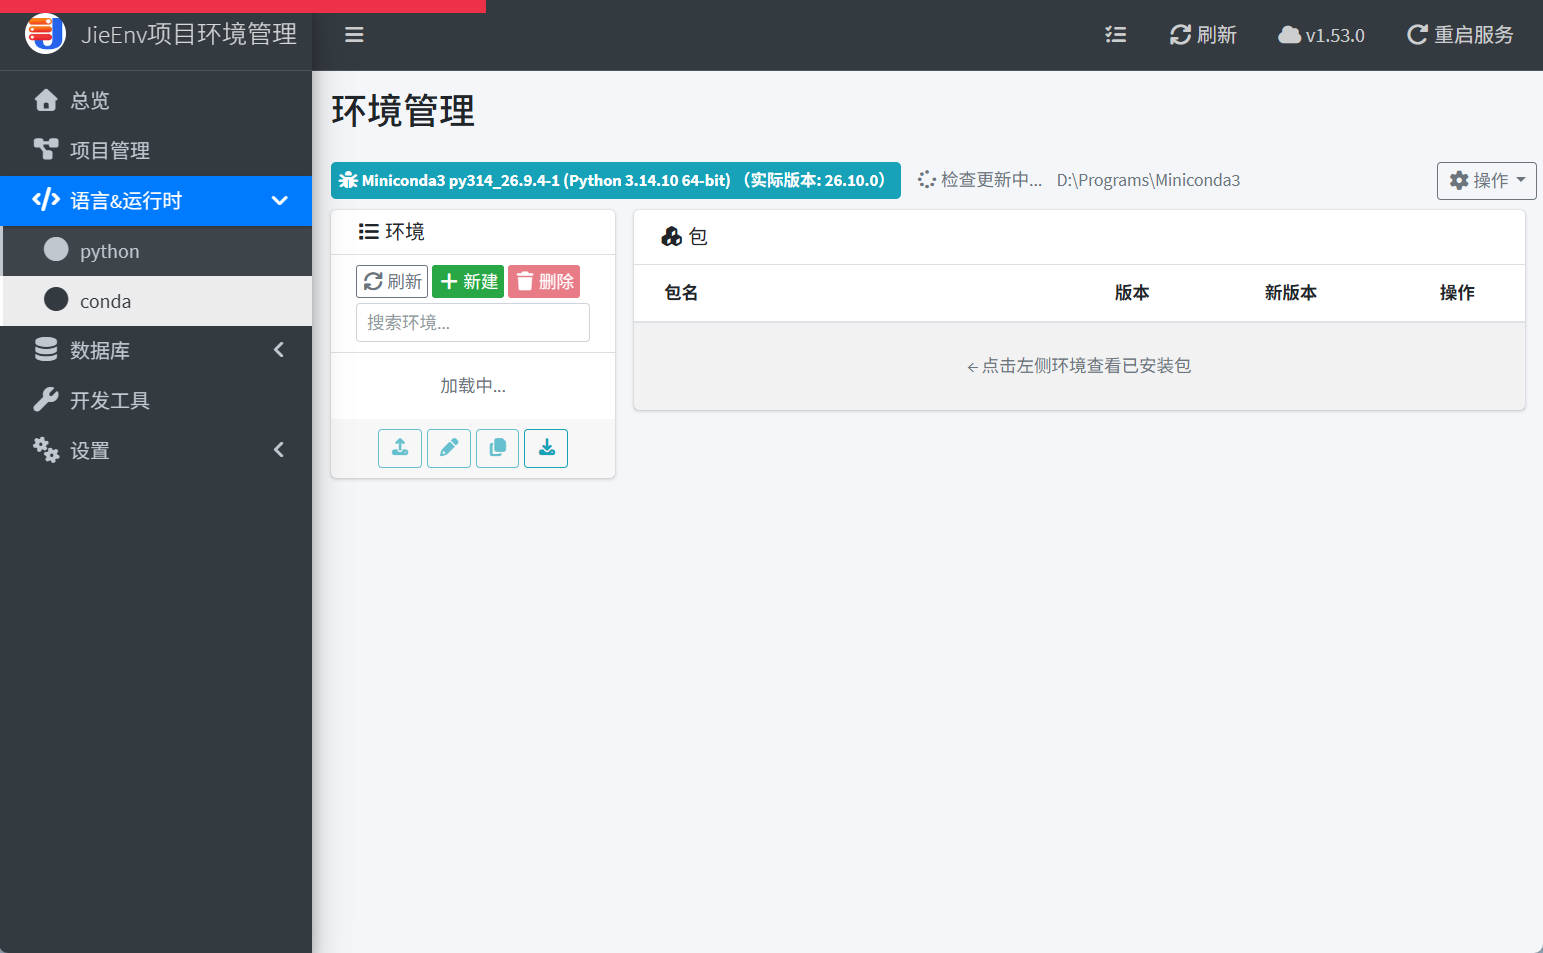 JieEnv项目环境管理
刷新
v1.53.0
重启服务
总览
项目管理
语言&运行时
python
conda
数据库
开发工具
设置
环境管理
Miniconda3 py314_26.9.4-1 (Python 3.14.10 64-bit) （实际版本: 26.10.0）
检查更新中...
D:\Programs\Miniconda3
操作
环境
刷新 新建 删除
搜索环境...
加载中...
包
包名 版本 新版本 操作
←点击左侧环境查看已安装包